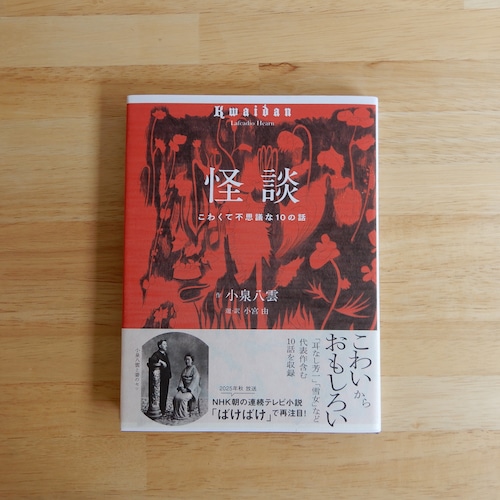 Kwaidan
Lafcadio Hearn
怪談
こわくて不思議な10の話
作 小泉八雲
編・訳 小宮由
こわいから
おもしろい
「耳なし芳一」「雪女」など
代表作含む
10話を収録
2025年秋 放送
NHK朝の連続テレビ小説
「ばけばけ」で再注目!